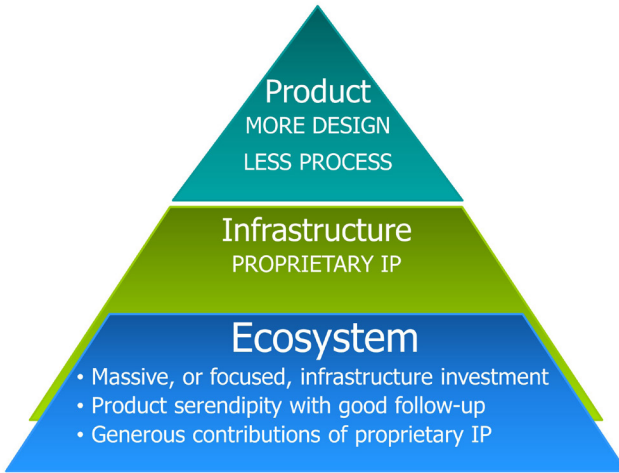 Product
MORE DESIGN
LESS PROCESS
Infrastructure
PROPRIETARY IP
Ecosystem
• Massive, or focused, infrastructure investment
• Product serendipity with good follow-up
• Generous contributions of proprietary IP